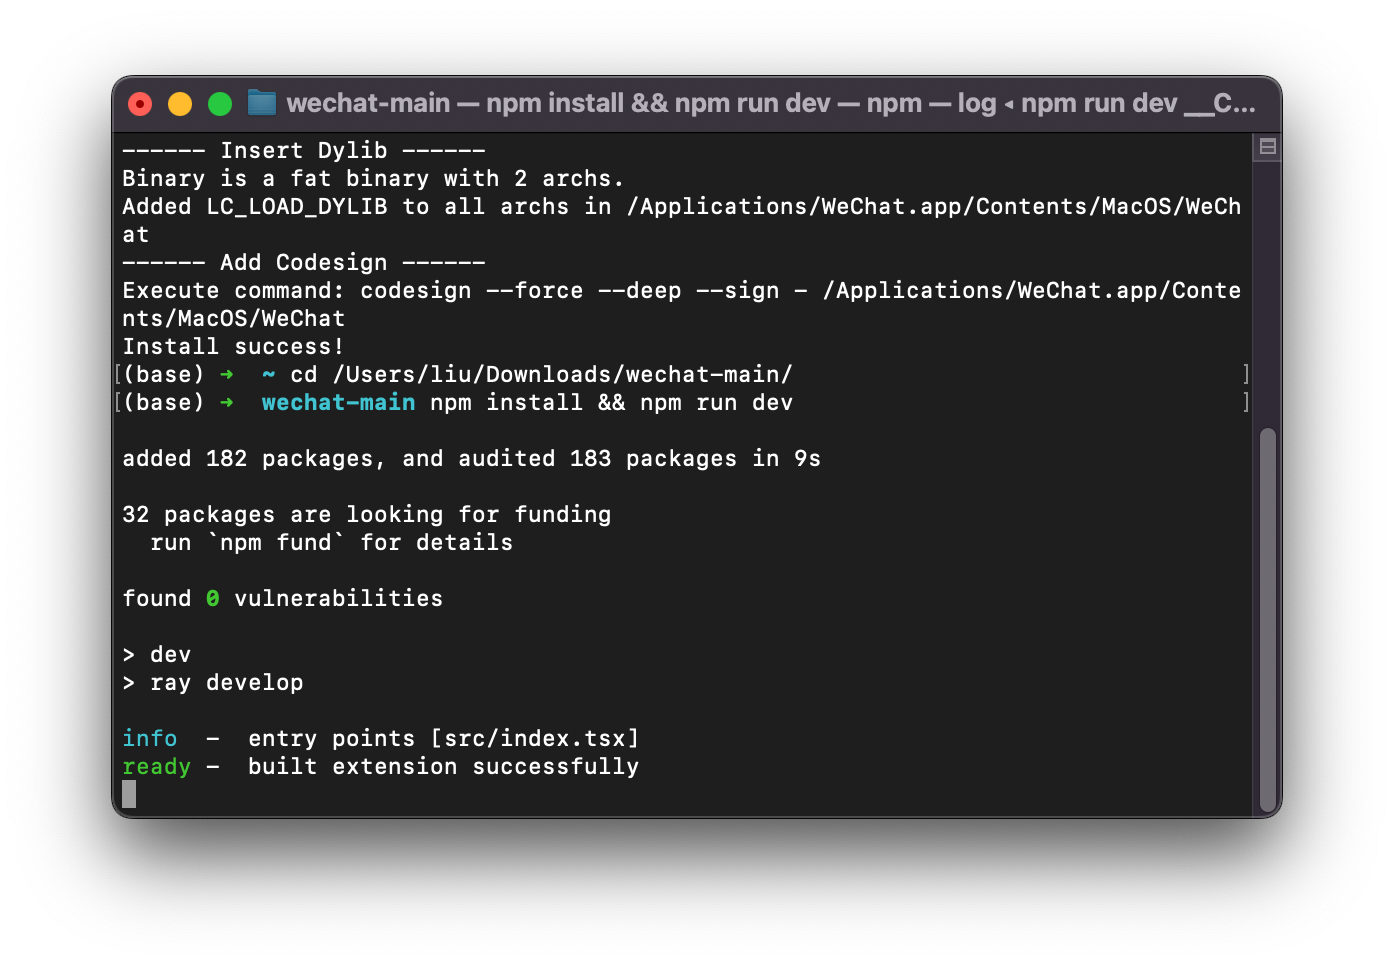 wechat-main — npm install && npm run dev — npm — log ◂ npm run dev __C...
------ Insert Dylib ------
Binary is a fat binary with 2 archs.
Added LC_LOAD_DYLIB to all archs in /Applications/WeChat.app/Contents/MacOS/WeCh
at
------ Add Codesign ------
Execute command: codesign --force --deep --sign - /Applications/WeChat.app/Conte
nts/MacOS/WeChat
Install success!
[(base) ➜  ~ cd /Users/liu/Downloads/wechat-main/ ]
[(base) ➜  wechat-main npm install && npm run dev ]
added 182 packages, and audited 183 packages in 9s
32 packages are looking for funding
  run `npm fund` for details
found 0 vulnerabilities
> dev
> ray develop
info  -  entry points [src/index.tsx]
ready -  built extension successfully